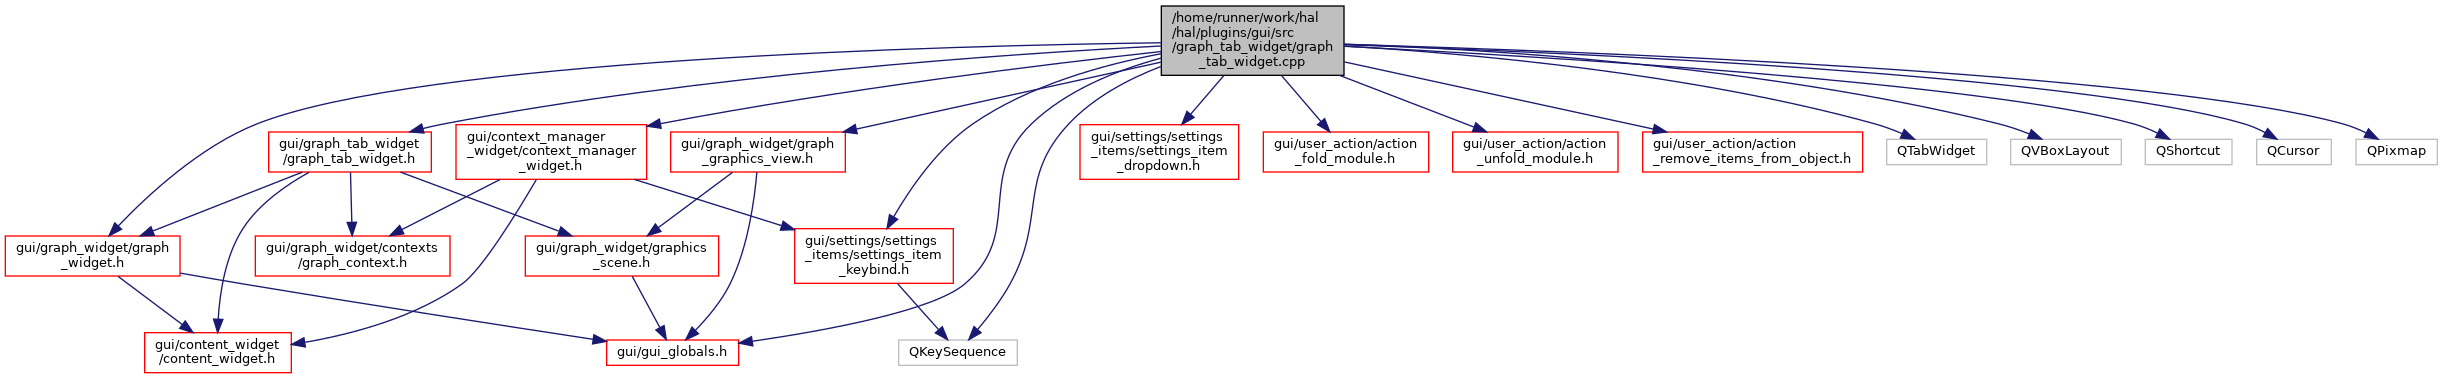 /home/runner/work/hal
/hal/plugins/gui/src
/graph_tab_widget/graph
_tab_widget.cpp
gui/graph_tab_widget
/graph_tab_widget.h
gui/context_manager
_widget/context_manager
_widget.h
gui/graph_widget/graph
_graphics_view.h
gui/settings/settings
_items/settings_item
_dropdown.h
gui/user_action/action
_fold_module.h
gui/user_action/action
_unfold_module.h
gui/user_action/action
_remove_items_from_object.h
QTabWidget
QVBoxLayout
QShortcut
QCursor
QPixmap
gui/graph_widget/graph
_widget.h
gui/graph_widget/contexts
/graph_context.h
gui/graph_widget/graphics
_scene.h
gui/settings/settings
_items/settings_item
_keybind.h
gui/content_widget
/content_widget.h
gui/gui_globals.h
QKeySequence